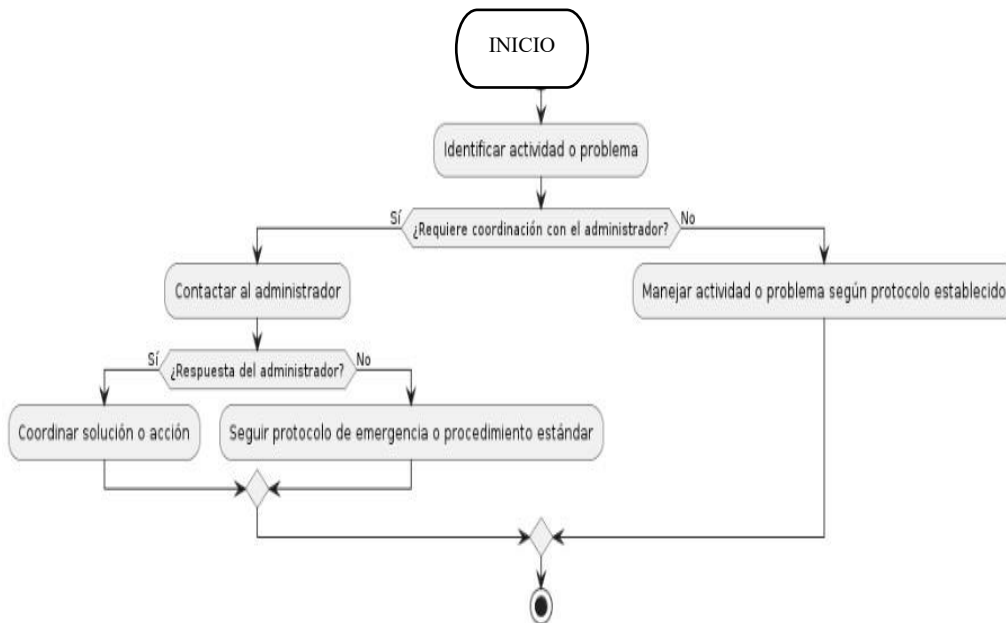 INICIO
Identificar actividad o problema
Sí
¿Requiere coordinación con el administrador?
No
Contactar al administrador
Manejar actividad o problema según protocolo establecido
Sí
¿Respuesta del administrador?
No
Coordinar solución o acción
Seguir protocolo de emergencia o procedimiento estándar